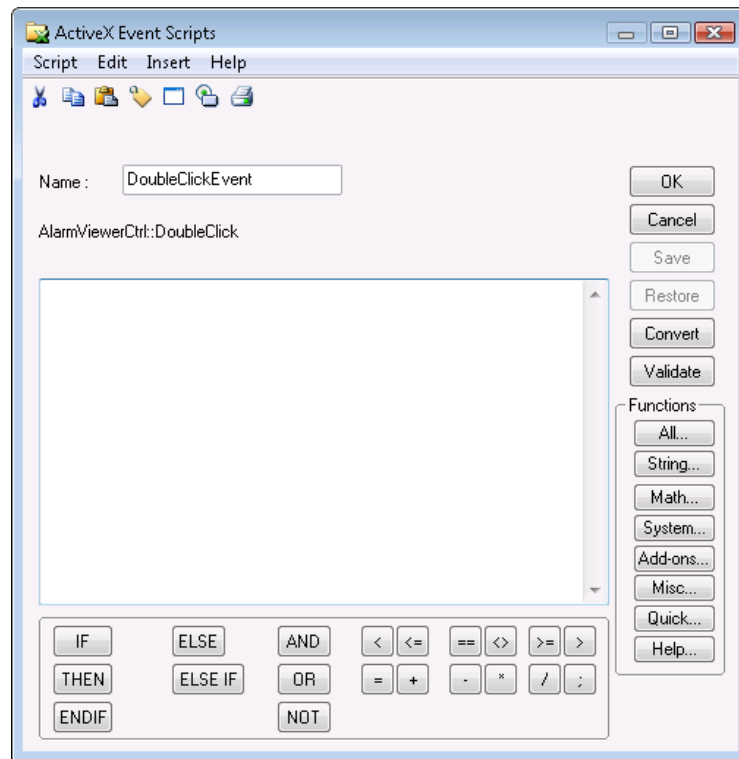 ActiveX Event Scripts
Script Edit Insert Help
Name : DoubleClickEvent
OK
AlarmViewerCtrl::DoubleClick
Cancel
Save
Restore
Convert
Validate
Functions
All...
String...
Math...
System...
Add-ons...
Misc...
Quick...
Help...
IF ELSE AND < <= == <> >= >
THEN ELSE IF OR = + - * / ;
ENDIF NOT